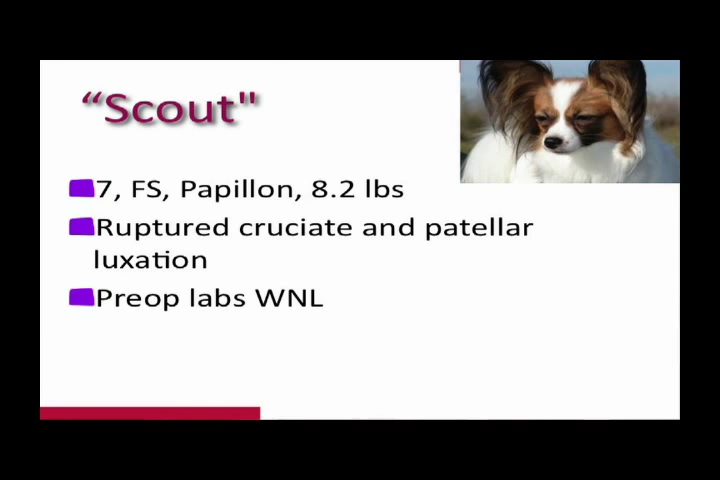 “Scout"
7, FS, Papillon, 8.2 lbs
Ruptured cruciate and patellar
luxation
Preop labs WNL